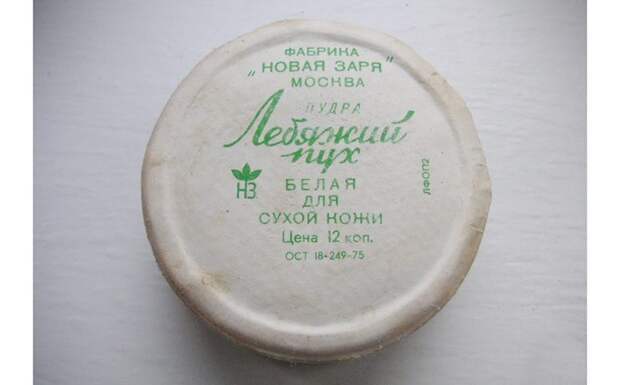 ФАБРИКА
"НОВАЯ ЗАРЯ"
МОСКВА
ПУДРА
Лебяжий
пух
НЗ
БЕЛАЯ
ДЛЯ
СУХОЙ КОЖИ
Цена 12 коп.
ОСТ 18-249-75
ЛФОП2